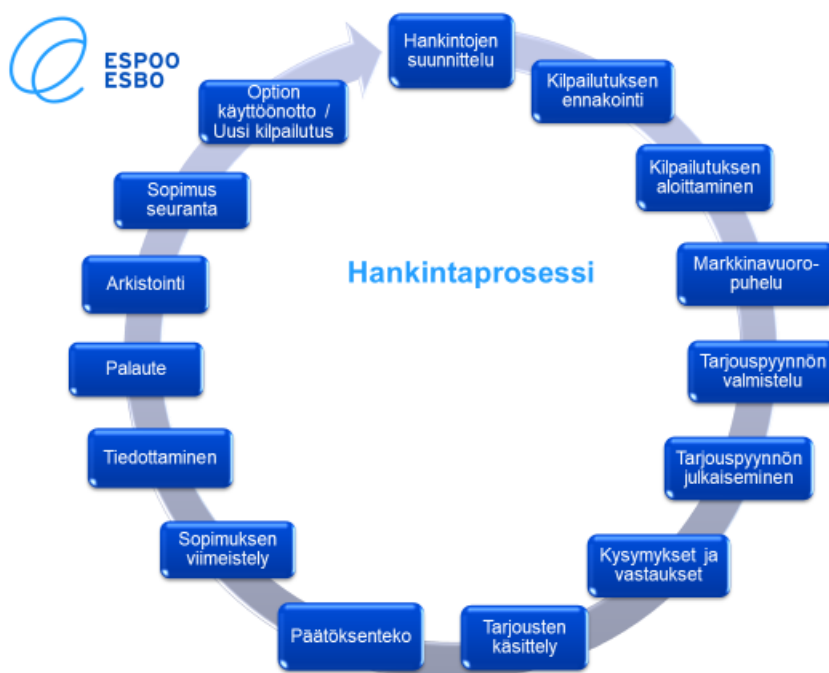 ESPOO
ESBO
Hankintaprosessi
Hankintojen
suunnittelu
Kilpailutuksen
ennakointi
Kilpailutuksen
aloittaminen
Markkinavuoro-
puhelu
Tarjouspyynnön
valmistelu
Tarjouspyynnön
julkaiseminen
Kysymykset ja
vastaukset
Tarjousten
käsittely
Päätöksenteko
Sopimuksen
viimeistely
Tiedottaminen
Palaute
Arkistointi
Sopimus
seuranta
Option
käyttöönotto /
Uusi kilpailutus